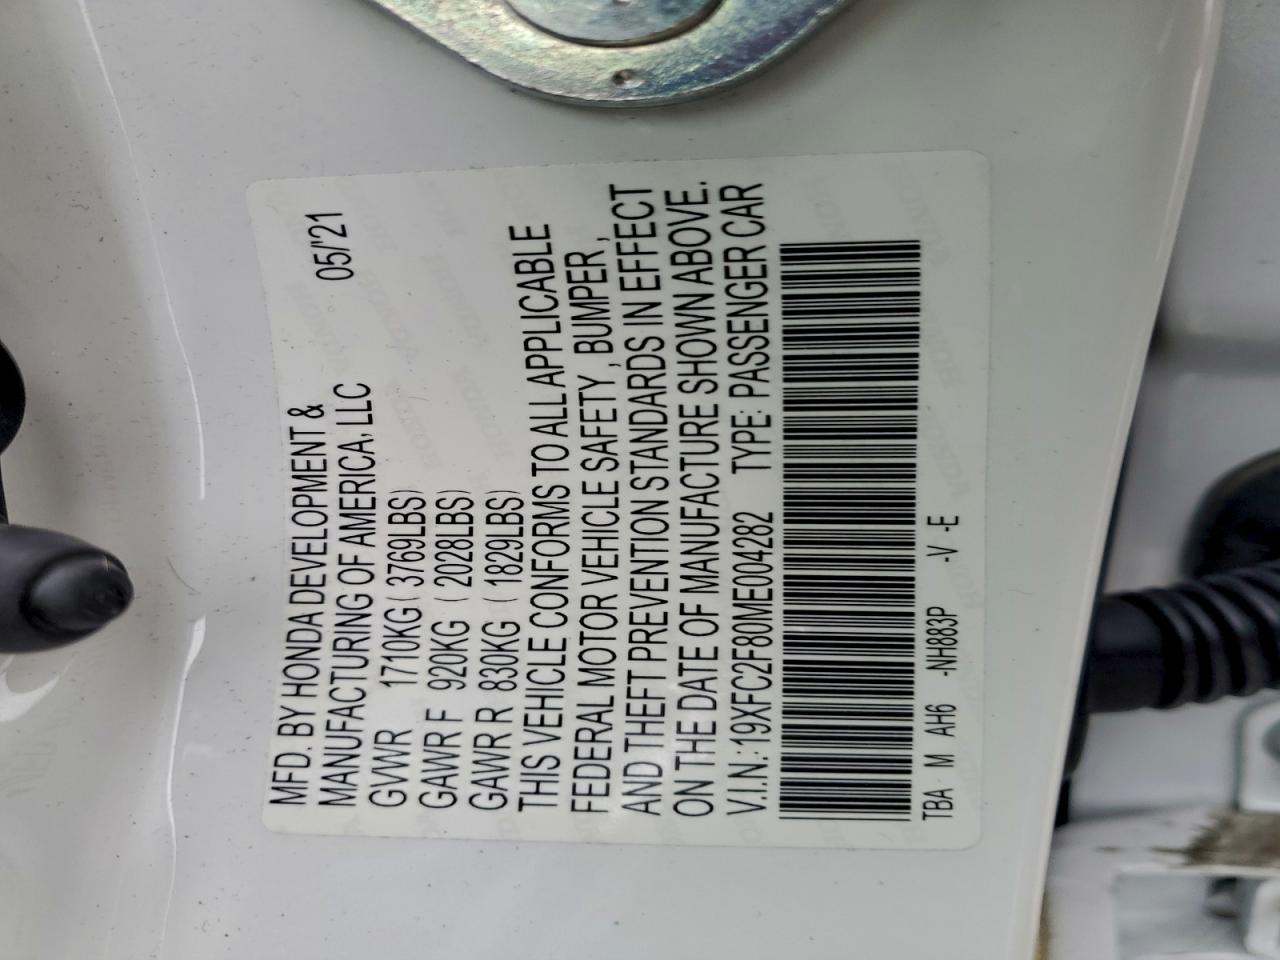 MFD. BY HONDA DEVELOPMENT &
MANUFACTURING OF AMERICA, LLC 05/'21
GVWR 1710KG ( 3769LBS)
GAWR F 920KG ( 2028LBS)
GAWR R 830KG ( 1829LBS)
THIS VEHICLE CONFORMS TO ALL APPLICABLE
FEDERAL MOTOR VEHICLE SAFETY , BUMPER ,
AND THEFT PREVENTION STANDARDS IN EFFECT
ON THE DATE OF MANUFACTURE SHOWN ABOVE.
V.I.N.:19XFC2F80ME004282 TYPE: PASSENGER CAR
TBA M AH6 -NH883P -V -E